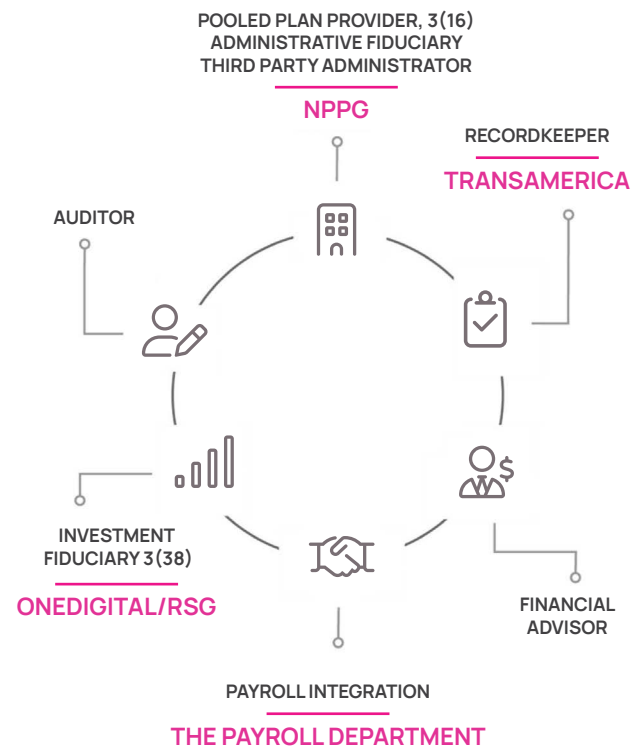 POOLED PLAN PROVIDER, 3(16)
ADMINISTRATIVE FIDUCIARY
THIRD PARTY ADMINISTRATOR
NPPG
RECORDKEEPER
TRANSAMERICA
AUDITOR
INVESTMENT
FIDUCIARY 3(38)
ONEDIGITAL/RSG
FINANCIAL
ADVISOR
PAYROLL INTEGRATION
THE PAYROLL DEPARTMENT